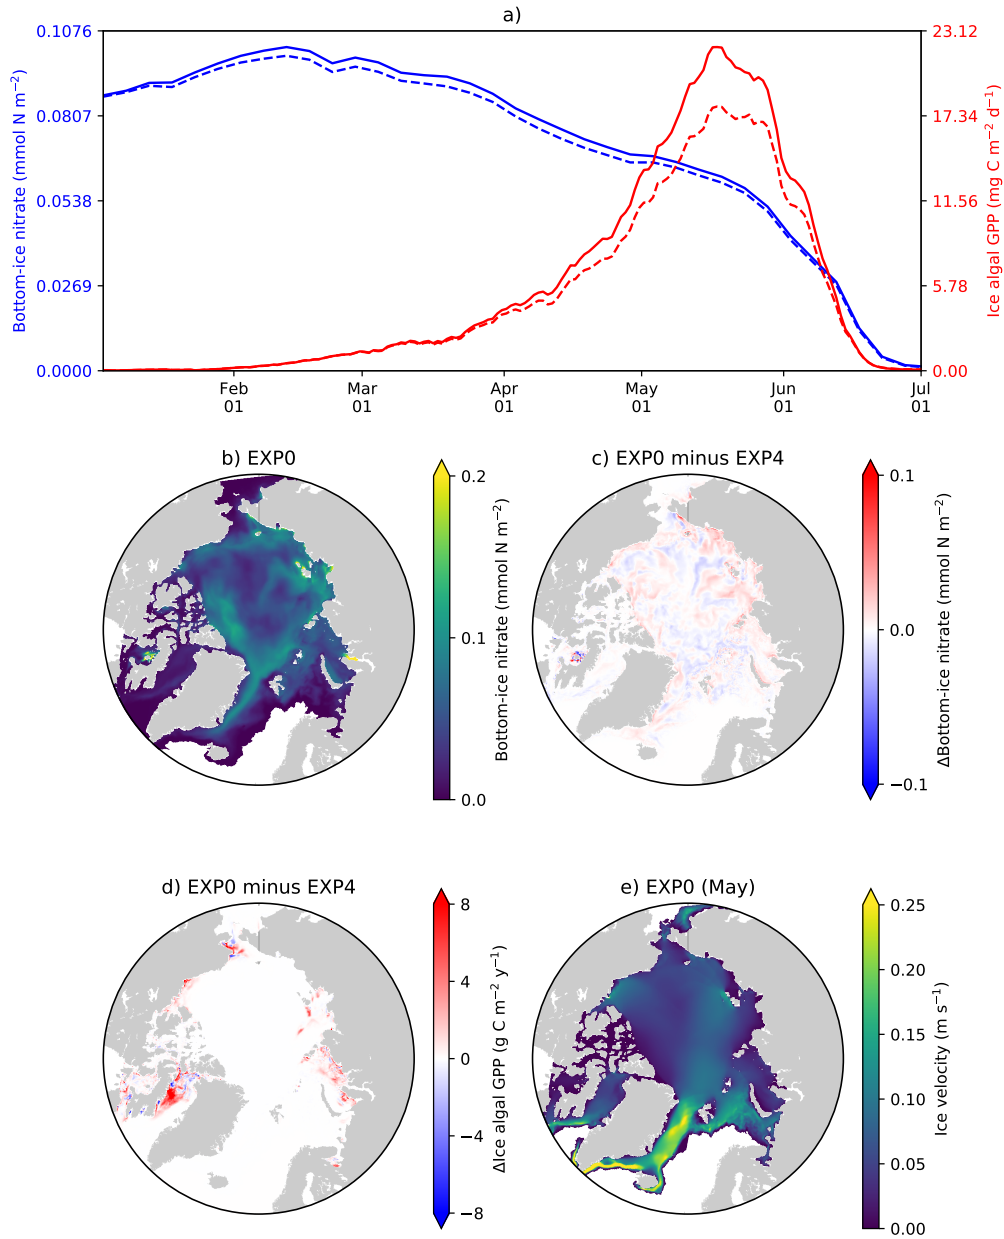 a)
0.1076
0.0807
0.0538
0.0269
0.0000
Bottom-ice nitrate (mmol N m⁻²)
23.12
17.34
11.56
5.78
0.00
Ice algal GPP (mg C m⁻² d⁻¹)
Feb Mar Apr May Jun Jul
01 01 01 01 01 01
b) EXP0
0.2
0.1
0.0
Bottom-ice nitrate (mmol N m⁻²)
c) EXP0 minus EXP4
0.1
0.0
−0.1
ΔBottom-ice nitrate (mmol N m⁻²)
d) EXP0 minus EXP4
8
4
0
−4
−8
ΔIce algal GPP (g C m⁻² y⁻¹)
e) EXP0 (May)
0.25
0.20
0.15
0.10
0.05
0.00
Ice velocity (m s⁻¹)